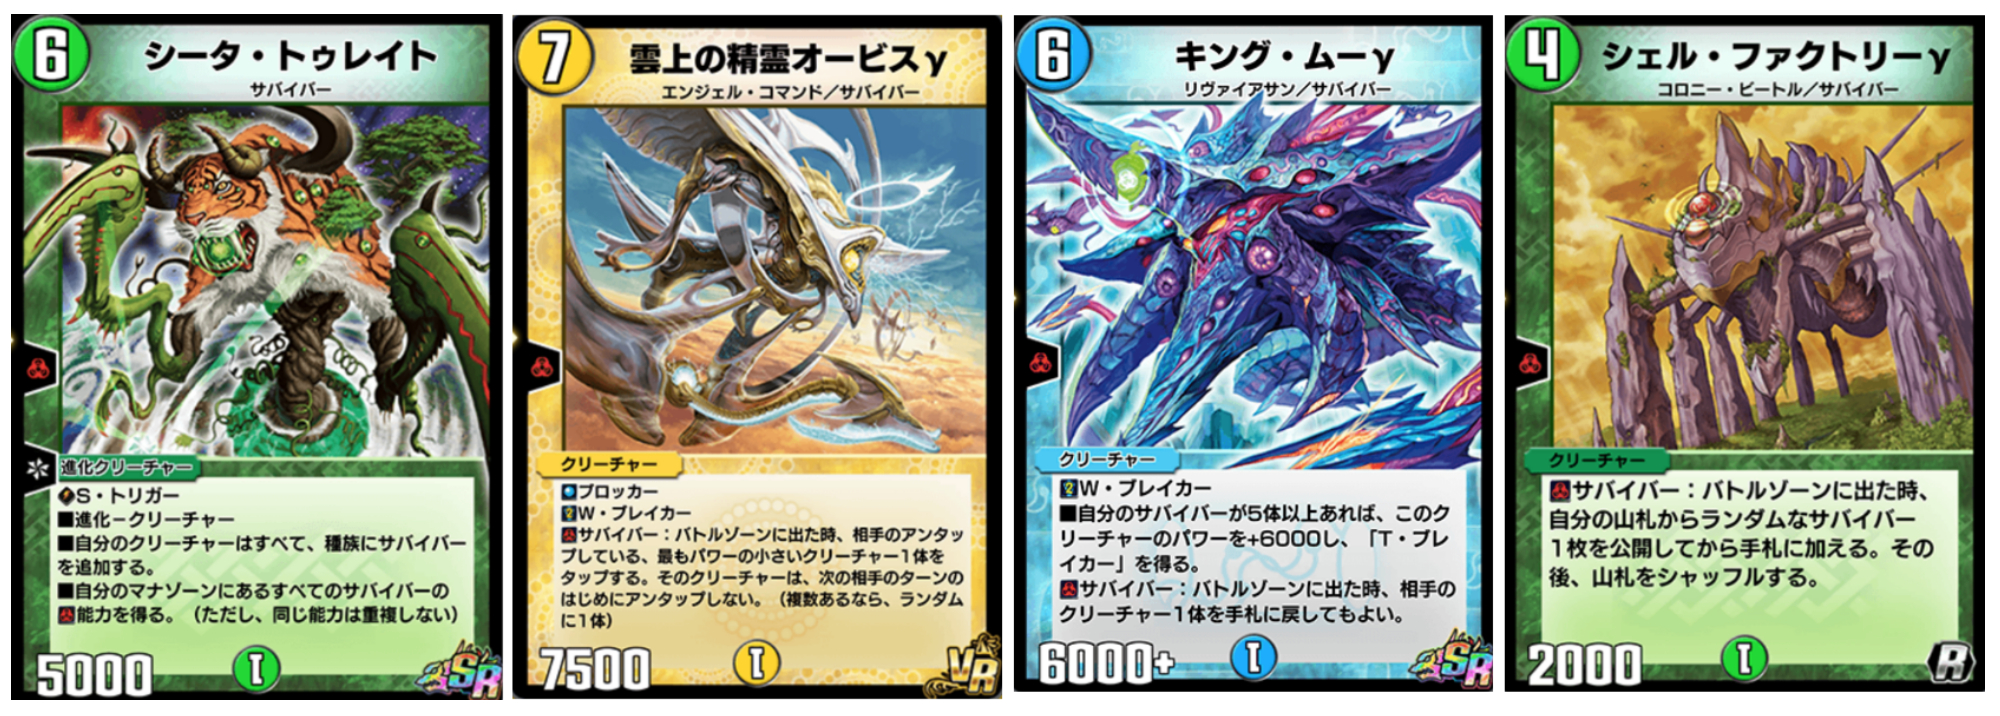 6
シータ・トゥレイト
サバイバー
進化クリーチャー
S・トリガー
■進化－クリーチャー
■自分のクリーチャーはすべて、種族にサバイバー
を追加する。
■自分のマナゾーンにあるすべてのサバイバーの
能力を得る。（ただし、同じ能力は重複しない）
5000
I
SR
7
雲上の精霊オービスγ
エンジェル・コマンド／サバイバー
クリーチャー
ブロッカー
W・ブレイカー
サバイバー：バトルゾーンに出た時、相手のアンタッ
プしている、最もパワーの小さいクリーチャー1体を
タップする。そのクリーチャーは、次の相手のターンの
はじめにアンタップしない。（複数あるなら、ランダム
に1体）
7500
I
VR
6
キング・ムーγ
リヴァイアサン／サバイバー
クリーチャー
W・ブレイカー
■自分のサバイバーが5体以上あれば、このク
リーチャーのパワーを+6000し、「T・ブレ
イカー」を得る。
サバイバー：バトルゾーンに出た時、相手の
クリーチャー1体を手札に戻してもよい。
6000+
I
SR
4
シェル・ファクトリーγ
コロニー・ビートル／サバイバー
クリーチャー
サバイバー：バトルゾーンに出た時、
自分の山札からランダムなサバイバー
1枚を公開してから手札に加える。その
後、山札をシャッフルする。
2000
I
R